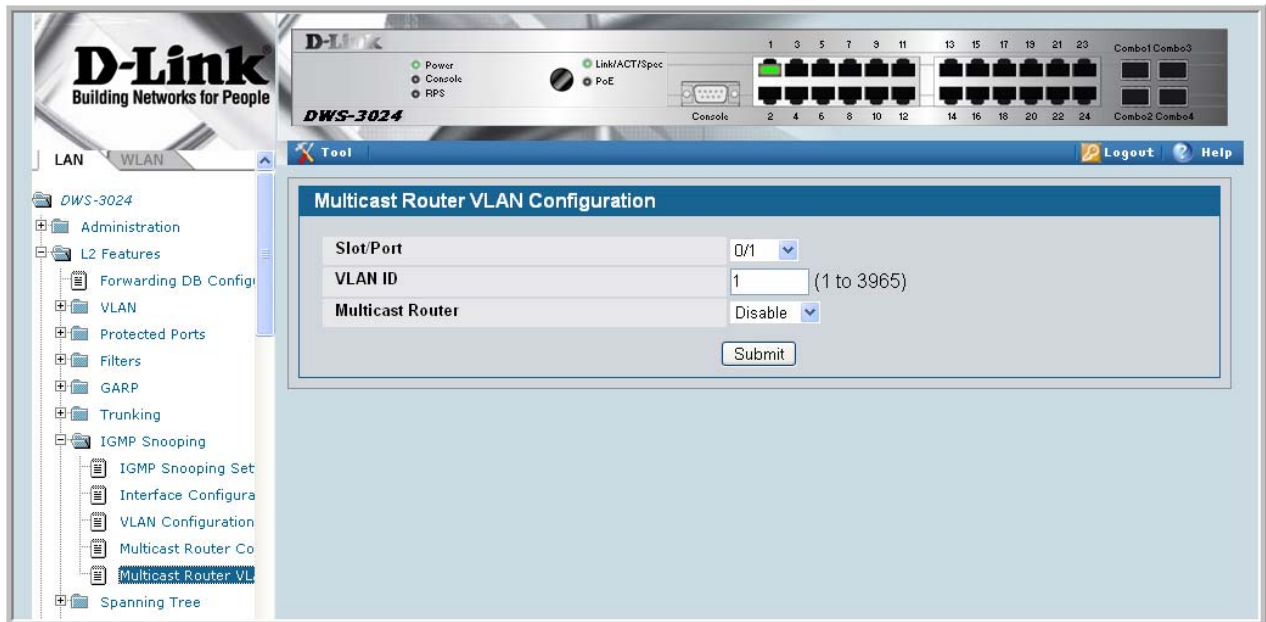 D-Link
Building Networks for People
D-Link
Power
Console
RPS
Link/ACT/Spec
PoE
DWS-3024
Console
1 3 5 7 9 11 13 15 17 19 21 23
2 4 6 8 10 12 14 16 18 20 22 24
Combo1 Combo3
Combo2 Combo4
LAN WLAN
Tool
Logout
Help
DWS-3024
Administration
L2 Features
Forwarding DB Config
VLAN
Protected Ports
Filters
GARP
Trunking
IGMP Snooping
IGMP Snooping Set
Interface Configura
VLAN Configuration
Multicast Router Co
Multicast Router VL
Spanning Tree
Multicast Router VLAN Configuration
Slot/Port 0/1
VLAN ID 1 (1 to 3965)
Multicast Router Disable
Submit